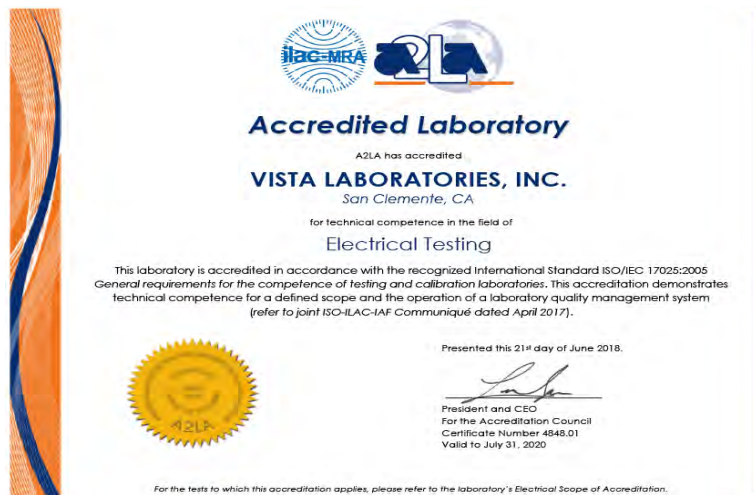 ilac-MRA
A2LA
Accredited Laboratory
A2LA has accredited
VISTA LABORATORIES, INC.
San Clemente, CA
for technical competence in the field of
Electrical Testing
This laboratory is accredited in accordance with the recognized International Standard ISO/IEC 17025:2005
General requirements for the competence of testing and calibration laboratories. This accreditation demonstrates
technical competence for a defined scope and the operation of a laboratory quality management system
(refer to joint ISO-ILAC-IAF Communiqué dated April 2017).
Presented this 21st day of June 2018.
President and CEO
For the Accreditation Council
Certificate Number 4848.01
Valid to July 31, 2020
A2LA
For the tests to which this accreditation applies, please refer to the laboratory's Electrical Scope of Accreditation.